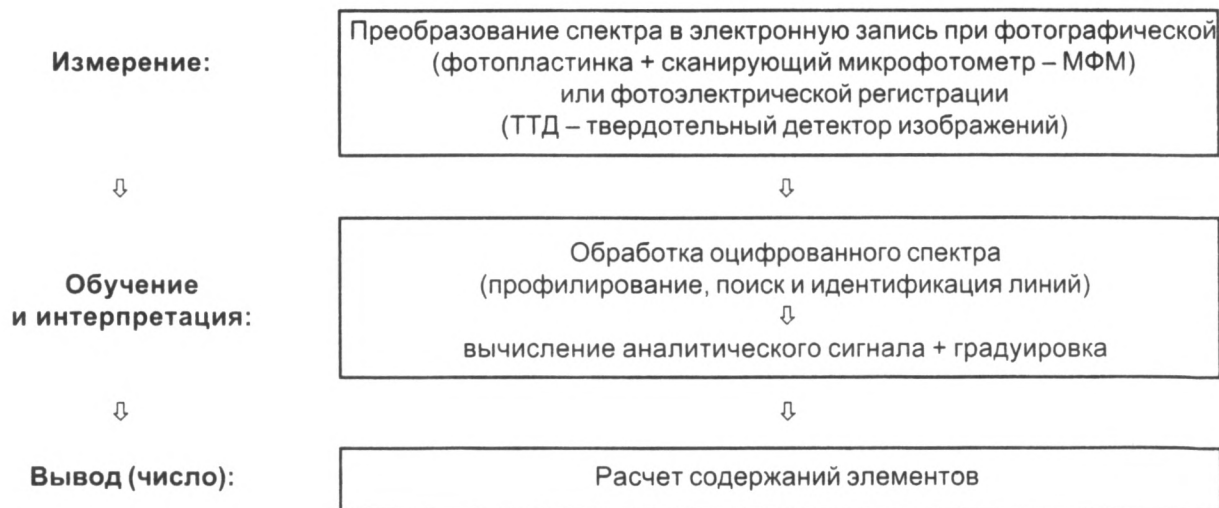 Измерение:
Преобразование спектра в электронную запись при фотографической
(фотопластинка + сканирующий микрофотометр – МФМ)
или фотоэлектрической регистрации
(ТТД – твердотельный детектор изображений)
⇩ ⇩
Обучение
и интерпретация:
Обработка оцифрованного спектра
(профилирование, поиск и идентификация линий)
⇩
вычисление аналитического сигнала + градуировка
⇩ ⇩
Вывод (число):
Расчет содержаний элементов